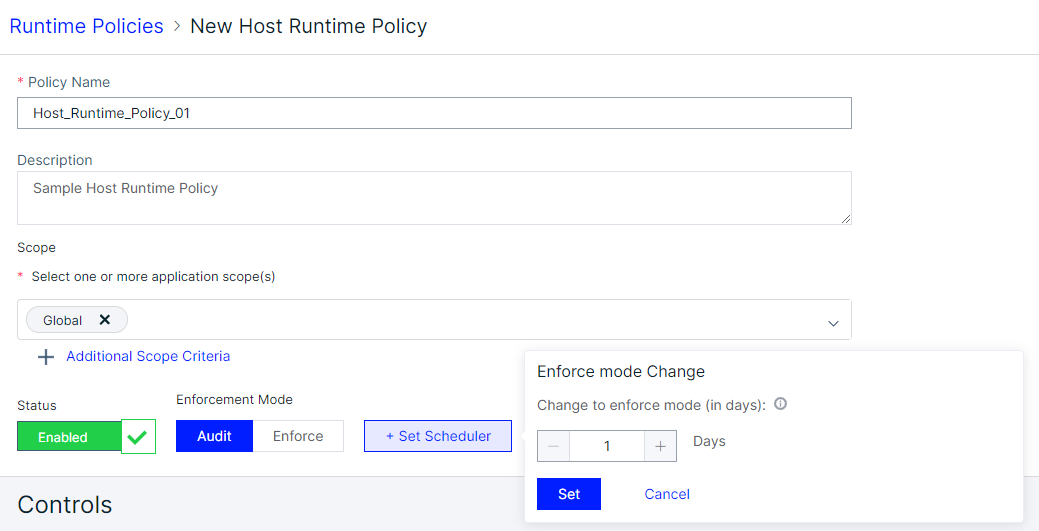 Runtime Policies > New Host Runtime Policy
* Policy Name
Host_Runtime_Policy_01
Description
Sample Host Runtime Policy
Scope
* Select one or more application scope(s)
Global
Additional Scope Criteria
Status
Enforcement Mode
Enabled
Audit
Enforce
+ Set Scheduler
Enforce mode Change
Change to enforce mode (in days):
1
Days
Set
Cancel
Controls